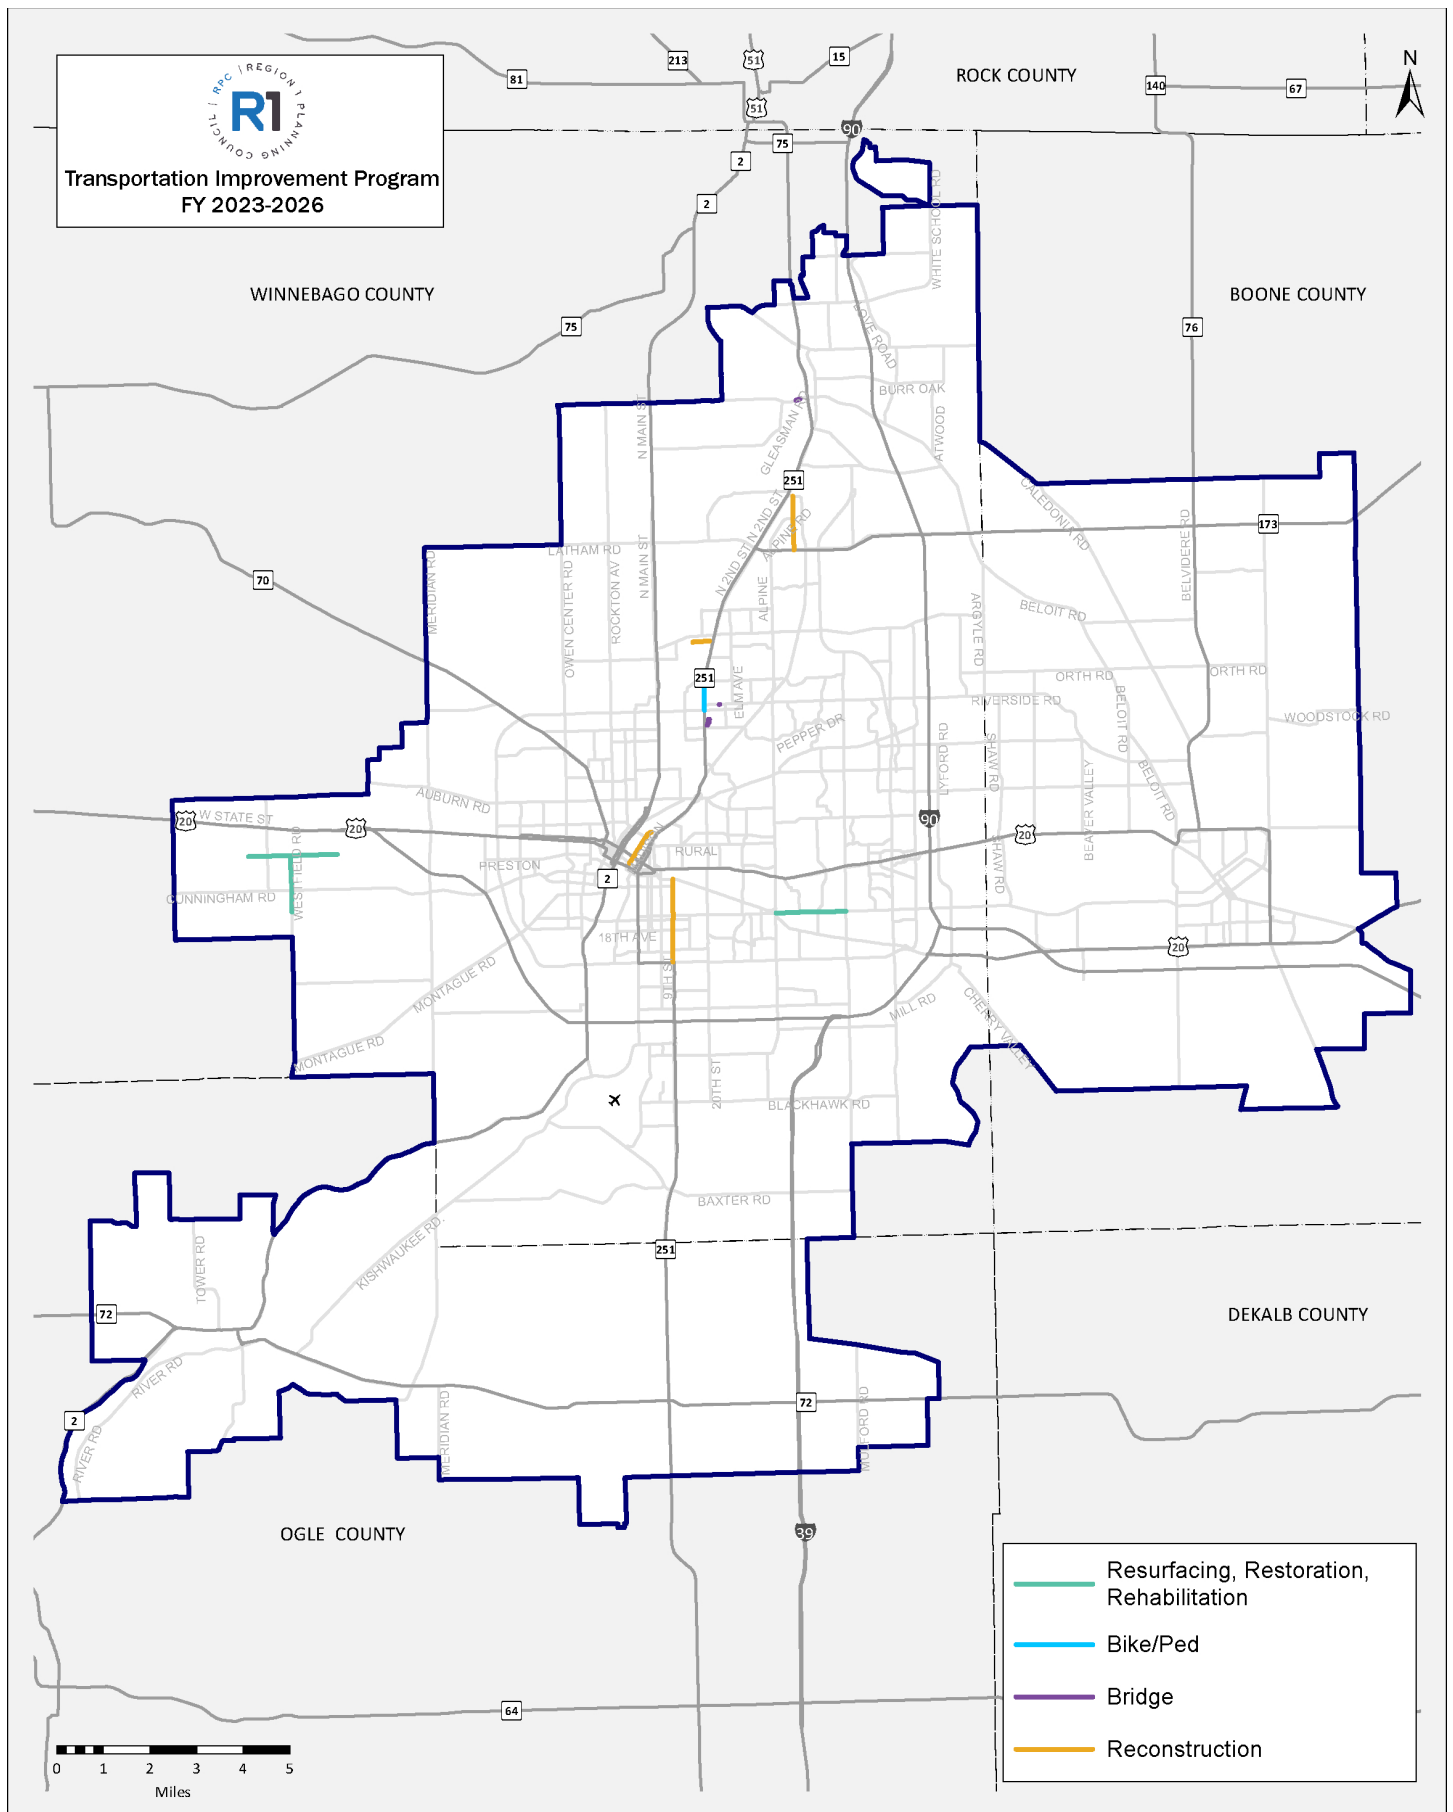 213
51
15
81
ROCK COUNTY
140
67
N
51
90
75
2
2
RPC | REGION 1 PLANNING COUNCIL |
R1
Transportation Improvement Program
FY 2023-2026
WHITE SCHOOL RD
WINNEBAGO COUNTY
BOONE COUNTY
75
76
LOVE ROAD
BURR OAK
N MAIN ST
GLEASMAN RD
ATWOOD
251
CALEDONIA RD
173
N 2ND ST
N 2ND ST
ALPINE RD
LATHAM RD
MERIDIAN RD
OWEN CENTER RD
ROCKTON AV
N MAIN ST
BELVIDERE RD
70
ALPINE
ARGYLE RD
BELOIT RD
251
ELM AVE
ORTH RD
ORTH RD
RIVERSIDE RD
BELOIT RD
WOODSTOCK RD
PEPPER DR
LYFORD RD
SHAW RD
BEAVER VALLEY
BELOIT RD
AUBURN RD
20
W STATE ST
20
90
20
WESTFIELD RD
PRESTON
RURAL
SHAW RD
2
CUNNINGHAM RD
18TH AVE
20
9TH ST
MONTAGUE RD
MILL RD
CHERRY VALLEY
MONTAGUE RD
20TH ST
BLACKHAWK RD
BAXTER RD
KISHWAUKEE RD.
251
TOWER RD
72
DEKALB COUNTY
RIVER RD
2
72
MERIDIAN RD
MULFORD RD
RIVER RD
OGLE COUNTY
39
Resurfacing, Restoration,
Rehabilitation
Bike/Ped
Bridge
Reconstruction
64
0 1 2 3 4 5
Miles